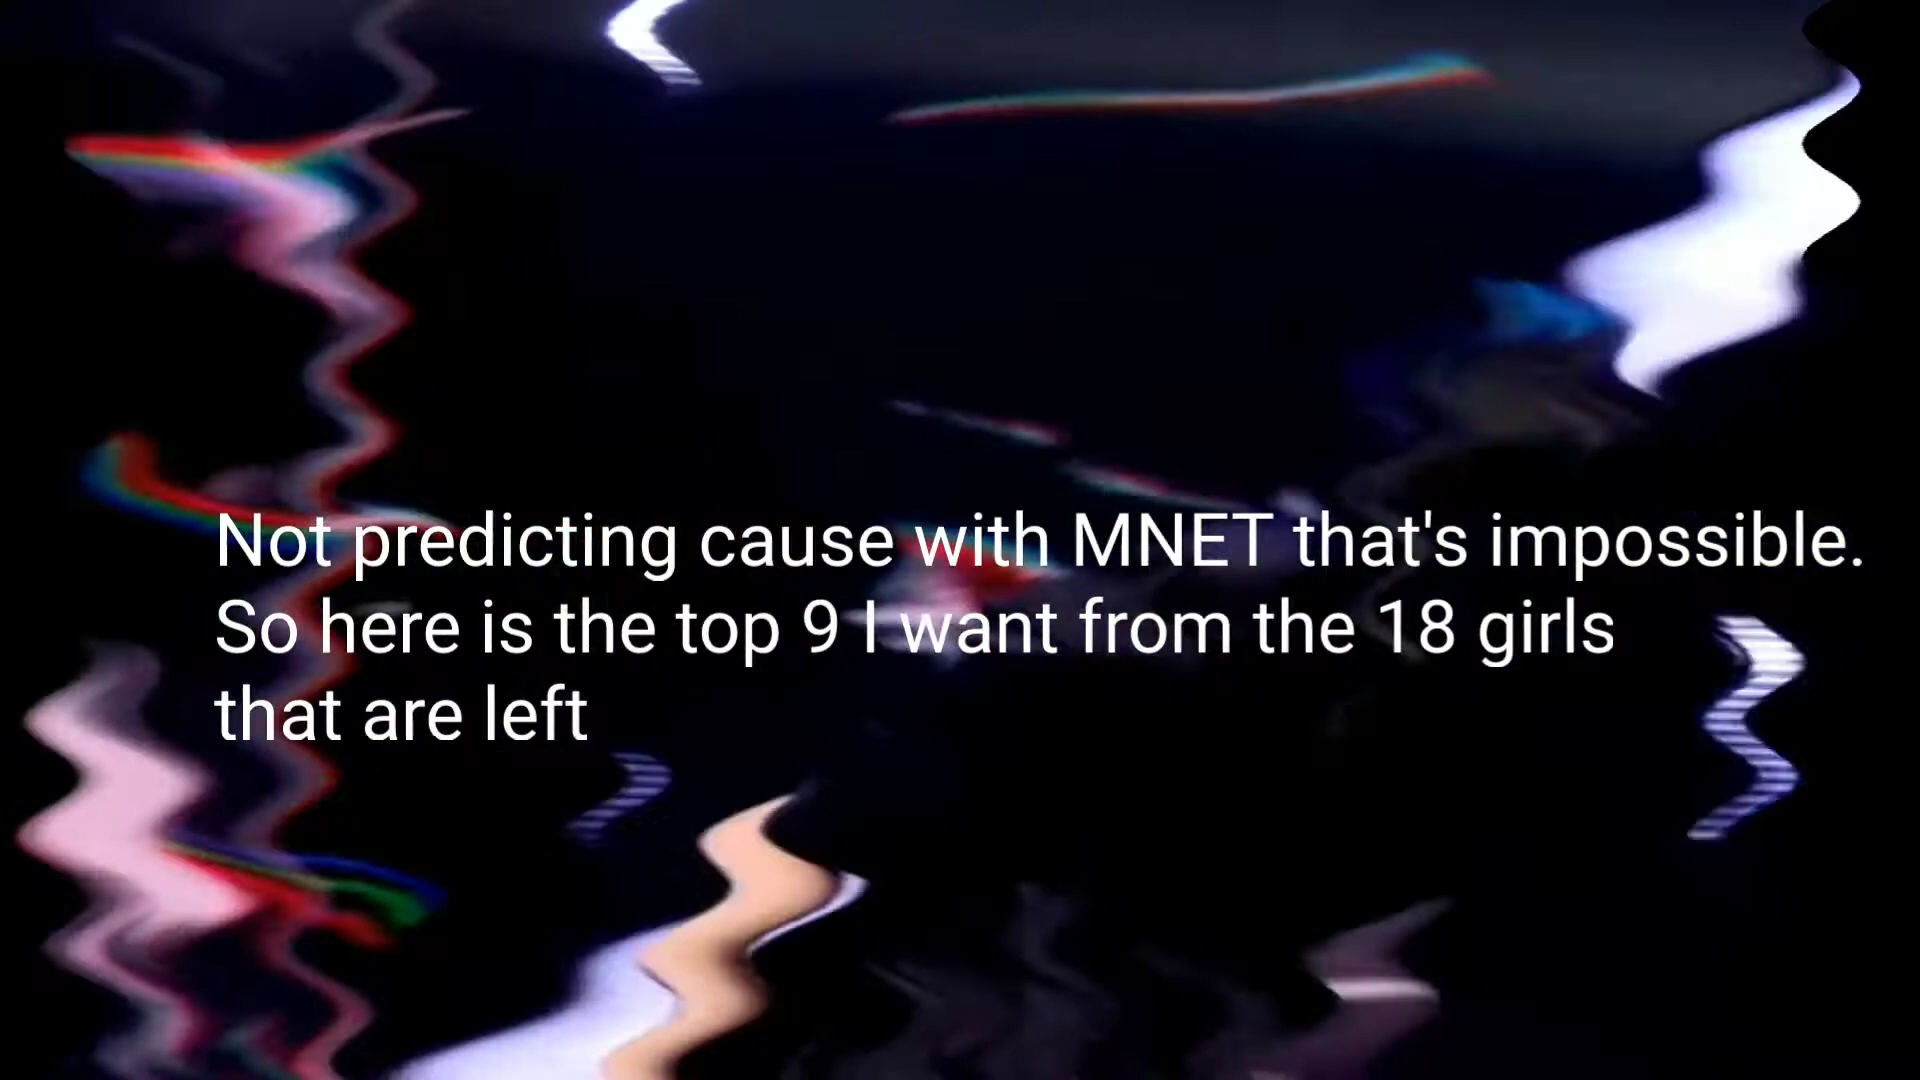 Not predicting cause with MNET that's impossible.
So here is the top 9 I want from the 18 girls
that are left